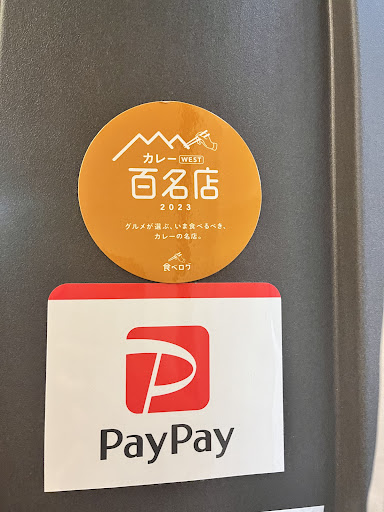 カレー WEST
百名店
2023
グルメが選ぶ、いま食べるべき、
カレーの名店。
食べログ
PayPay